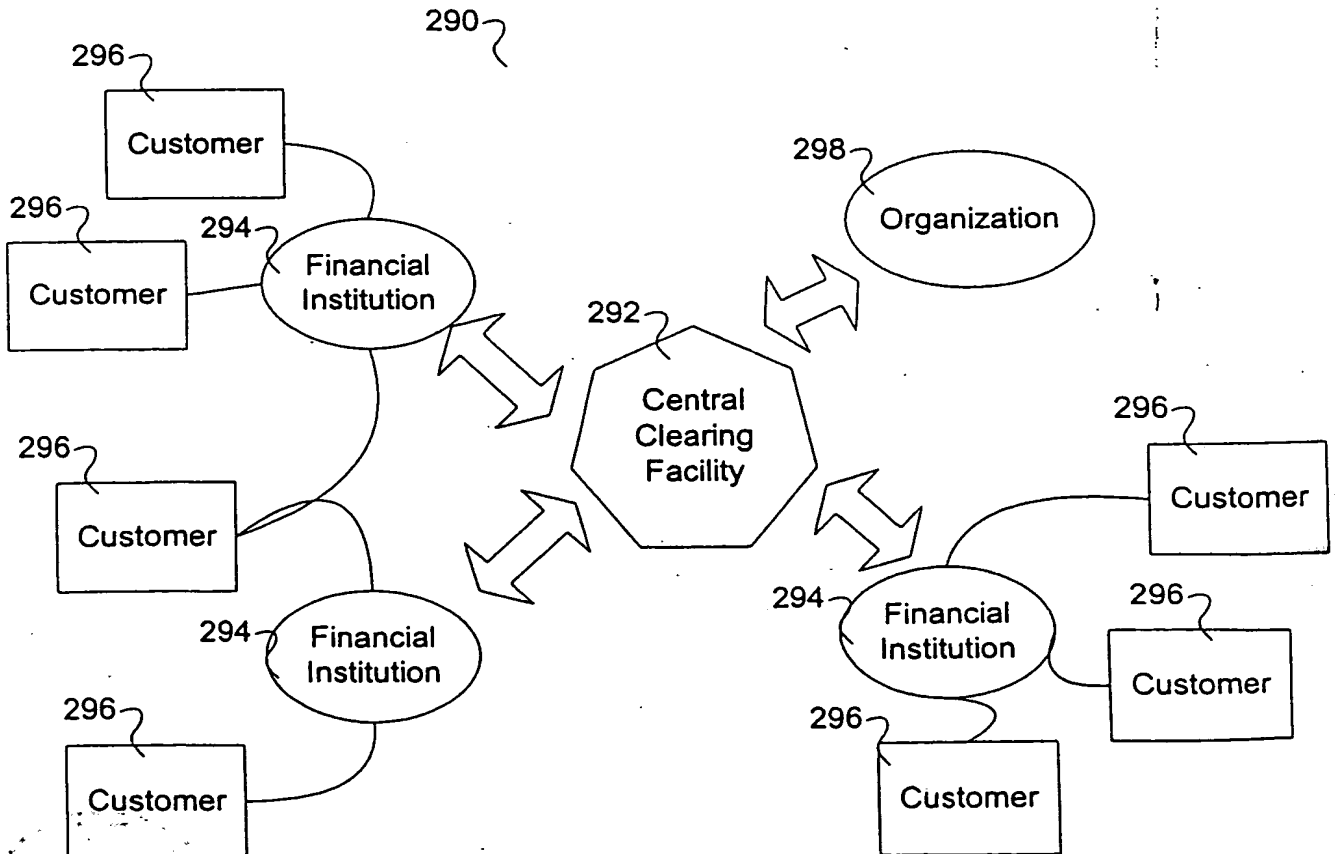 290
296
Customer
298
Organization
296
Customer
294
Financial
Institution
292
Central
Clearing
Facility
296
Customer
296
Customer
294
Financial
Institution
294
Financial
Institution
296
Customer
296
Customer
296
Customer